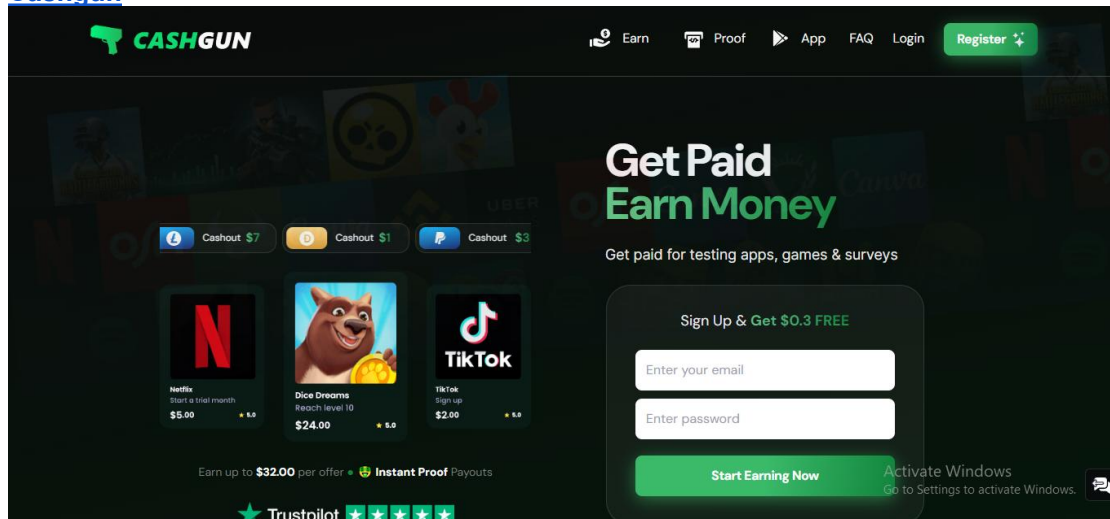 Cashgun
CASHGUN
Earn
Proof
App
FAQ
Login
Register
Get Paid
Earn Money
Get paid for testing apps, games & surveys
Cashout $7
Cashout $1
Cashout $3
UBER
Canva
Netflix
Start a trial month
$5.00
5.0
Dice Dreams
Reach level 10
$24.00
5.0
TikTok
TikTok
Sign up
$2.00
5.0
Earn up to $32.00 per offer • Instant Proof Payouts
Trustpilot
Sign Up & Get $0.3 FREE
Enter your email
Enter password
Start Earning Now
Activate Windows
Go to Settings to activate Windows.